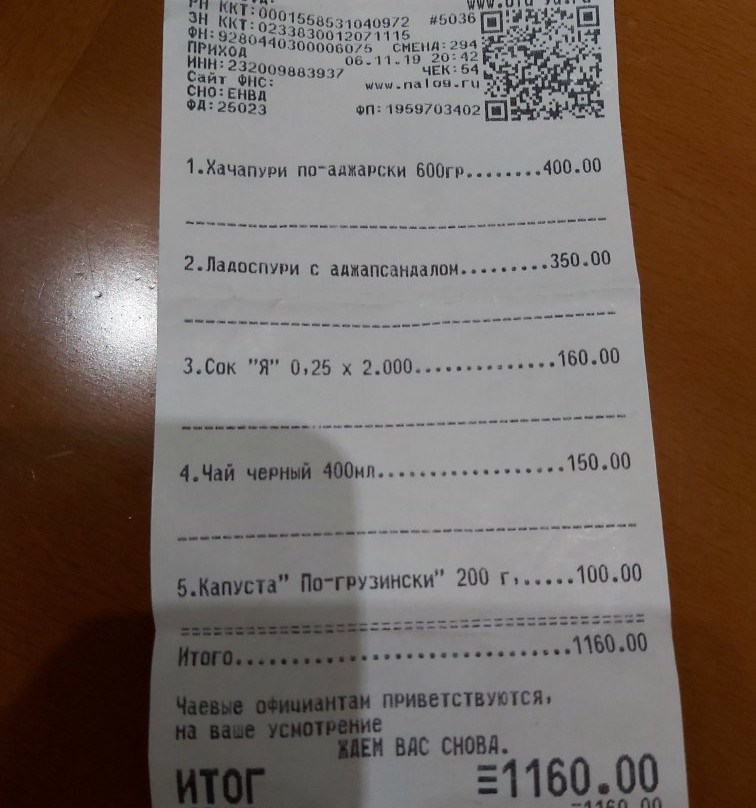 РН ККТ:0001558531040972 #5036
ЗН ККТ:0233830012071115
ФН:9280440300006075 СМЕНА:294
ПРИХОД 06.11.19 20:42
ИНН:232009883937 ЧЕК:54
Сайт ФНС: www.nalog.ru
СНО:ЕНВД
ФД:25023 ФП:1959703402
1.Хачапури по-аджарски 600гр........400.00
2.Ладоспури с аджапсандалом.........350.00
3.Сок "Я" 0,25 х 2.000.............160.00
4.Чай черный 400мл.................150.00
5.Капуста" По-грузински" 200 г,.....100.00
Итого..............................1160.00
Чаевые официантам приветствуются,
на ваше усмотрение
ЖДЕМ ВАС СНОВА.
ИТОГ ≡1160.00
=1160.00